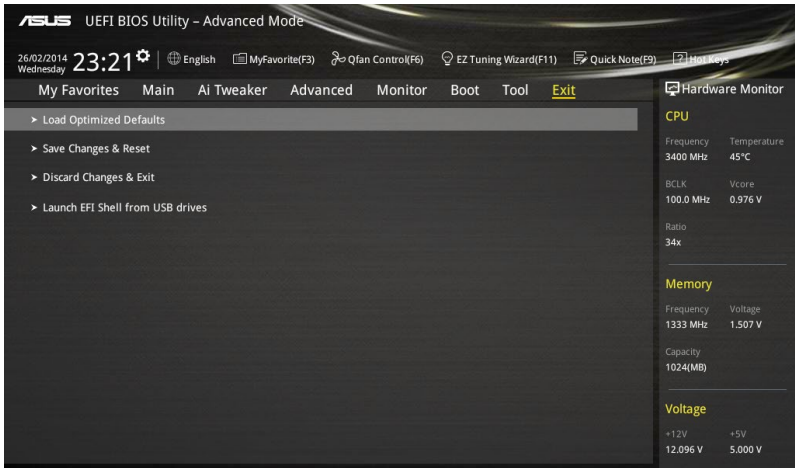 ASUS UEFI BIOS Utility – Advanced Mode
26/02/2014
Wednesday
23:21
English
MyFavorite(F3)
Qfan Control(F6)
EZ Tuning Wizard(F11)
Quick Note(F9)
? Hot Keys
My Favorites
Main
Ai Tweaker
Advanced
Monitor
Boot
Tool
Exit
> Load Optimized Defaults
> Save Changes & Reset
> Discard Changes & Exit
> Launch EFI Shell from USB drives
Hardware Monitor
CPU
Frequency Temperature
3400 MHz 45°C
BCLK Vcore
100.0 MHz 0.976 V
Ratio
34x
Memory
Frequency Voltage
1333 MHz 1.507 V
Capacity
1024(MB)
Voltage
+12V +5V
12.096 V 5.000 V